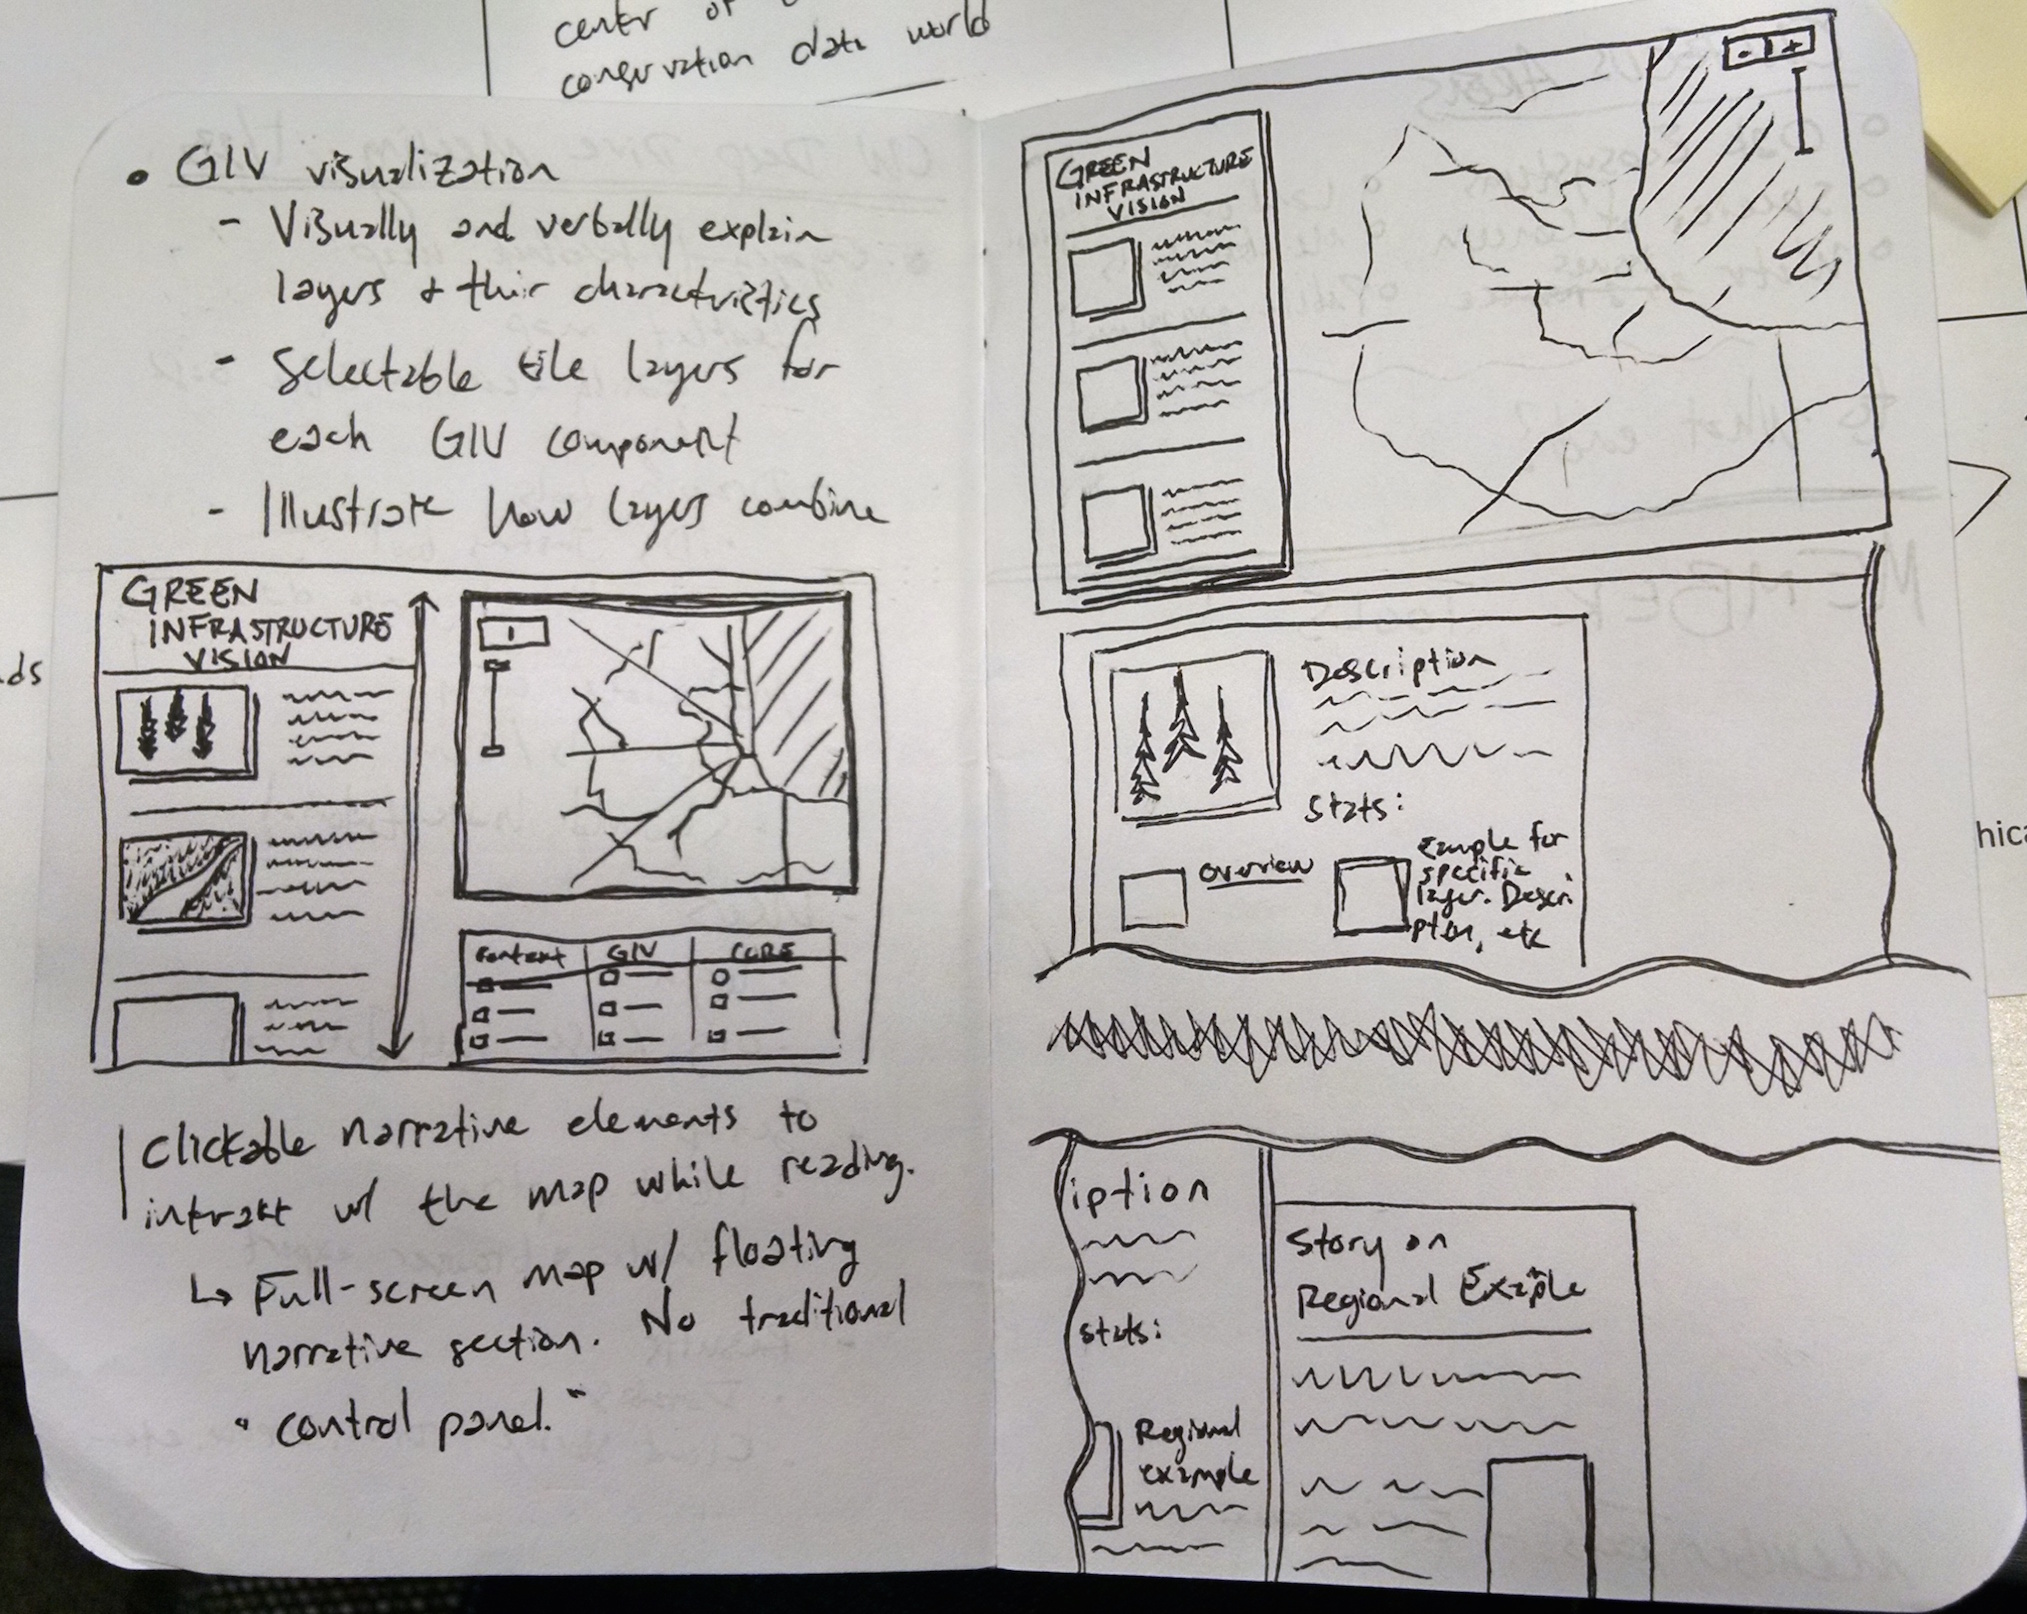 center of
conservation data world
• GIV visualization
- Visually and verbally explain
layers + their characteristics
- Selectable tile layers for
each GIV component
- Illustrate how layers combine
GREEN
INFRASTRUCTURE
VISION
Context GIV CORE
Clickable narrative elements to
interact w/ the map while reading.
↳ Full-screen map w/ floating
narrative section. No traditional
"control panel."
GREEN
INFRASTRUCTURE
VISION
- +
Description
Stats:
Overview
Example for
specific
layer. Descri
ption, etc
iption
Stats:
Regional
example
Story on
Regional Example
ds
hica